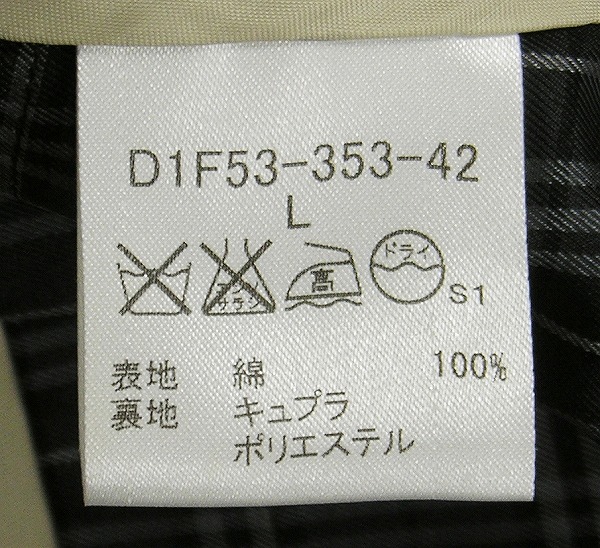 D1F53-353-42
L
エンソ
サラシ
高
ドライ
S1
表地 綿 100%
裏地 キュプラ
ポリエステル